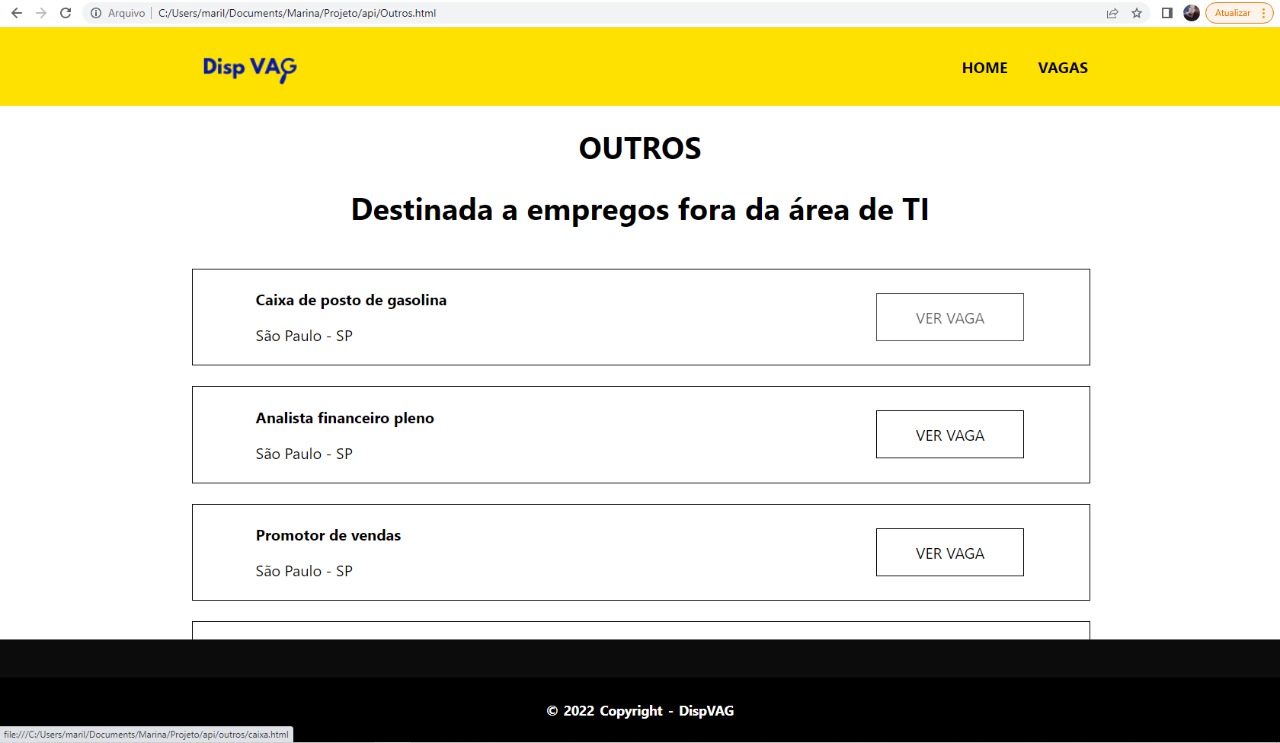 Arquivo | C:/Users/maril/Documents/Marina/Projeto/api/Outros.html
Atualizar
Disp VAG
HOME VAGAS
OUTROS
Destinada a empregos fora da área de TI
Caixa de posto de gasolina
São Paulo - SP
VER VAGA
Analista financeiro pleno
São Paulo - SP
VER VAGA
Promotor de vendas
São Paulo - SP
VER VAGA
© 2022 Copyright - DispVAG
file:///C:/Users/maril/Documents/Marina/Projeto/api/outros/caixa.html